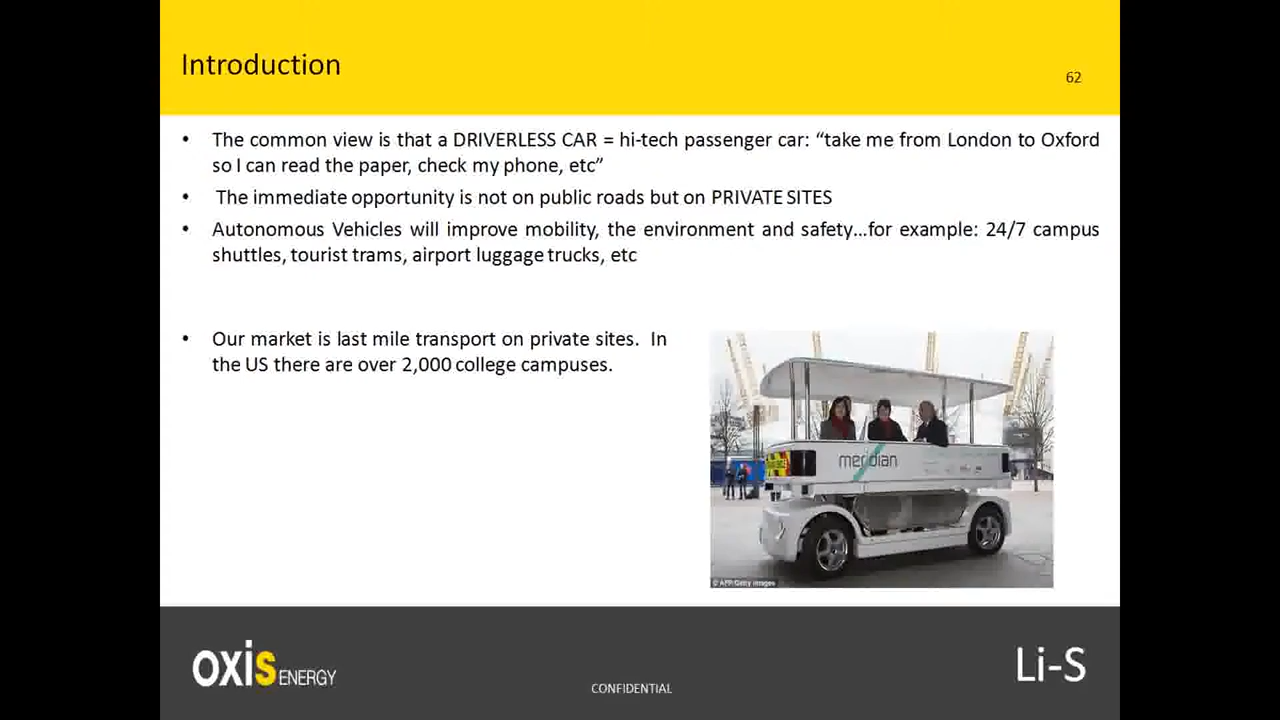 Introduction
62
• The common view is that a DRIVERLESS CAR = hi-tech passenger car: “take me from London to Oxford
so I can read the paper, check my phone, etc”
• The immediate opportunity is not on public roads but on PRIVATE SITES
• Autonomous Vehicles will improve mobility, the environment and safety…for example: 24/7 campus
shuttles, tourist trams, airport luggage trucks, etc
• Our market is last mile transport on private sites. In
the US there are over 2,000 college campuses.
meridian
© AFP/Getty Images
OXIS ENERGY
CONFIDENTIAL
Li-S